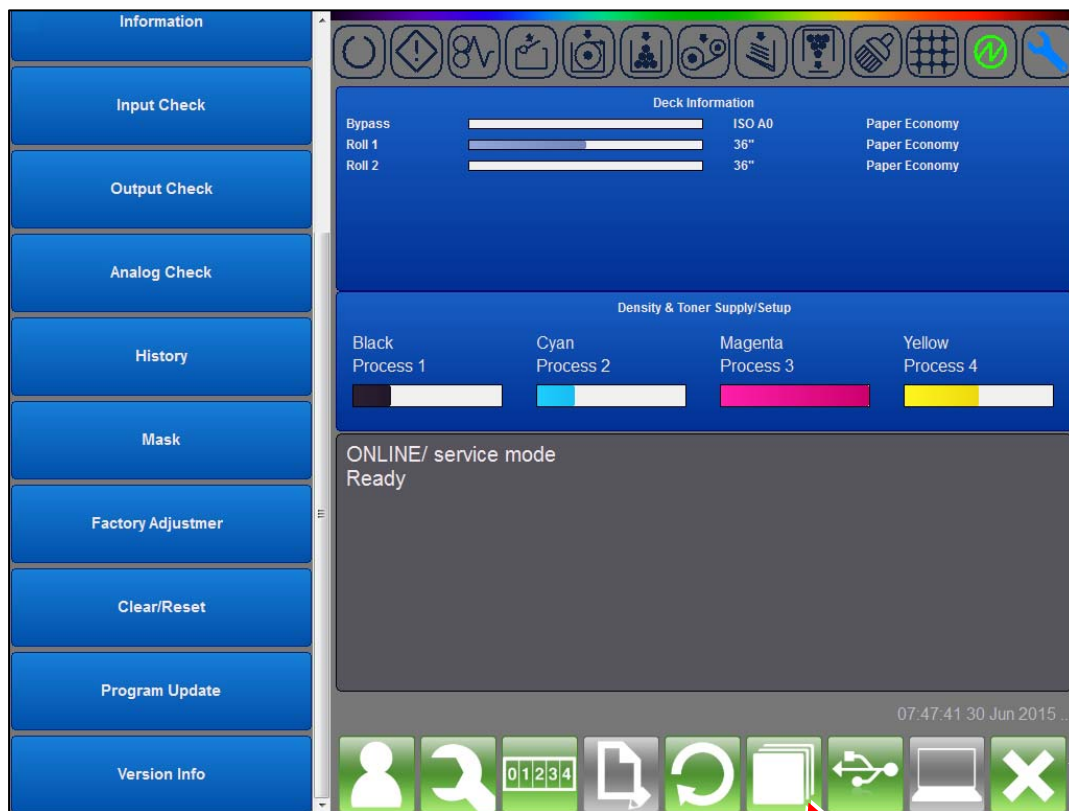 Information
Input Check
Output Check
Analog Check
History
Mask
Factory Adjustmer
Clear/Reset
Program Update
Version Info
Deck Information
Bypass ISO A0 Paper Economy
Roll 1 36" Paper Economy
Roll 2 36" Paper Economy
Density & Toner Supply/Setup
Black Cyan Magenta Yellow
Process 1 Process 2 Process 3 Process 4
ONLINE/ service mode
Ready
07:47:41 30 Jun 2015 ..
01234